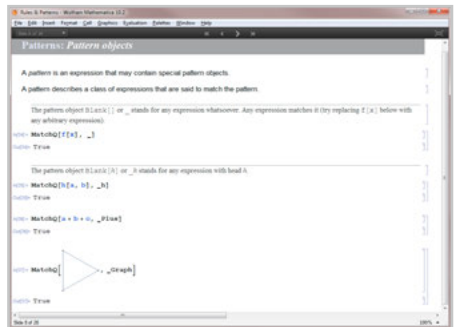 Rules & Patterns - Wolfram Mathematica 10.2
File Edit Insert Format Cell Graphics Evaluation Palettes Window Help
Patterns: Pattern objects
A pattern is an expression that may contain special pattern objects.
A pattern describes a class of expressions that are said to match the pattern.
The pattern object Blank[] or _ stands for any expression whatsoever. Any expression matches it (try replacing f[x] below with
any arbitrary expression).
MatchQ[f[x], _]
True
The pattern object Blank[h] or _h stands for any expression with head h.
MatchQ[h[a, b], _h]
True
MatchQ[a + b + c, _Plus]
True
MatchQ[ , _Graph]
True
100%